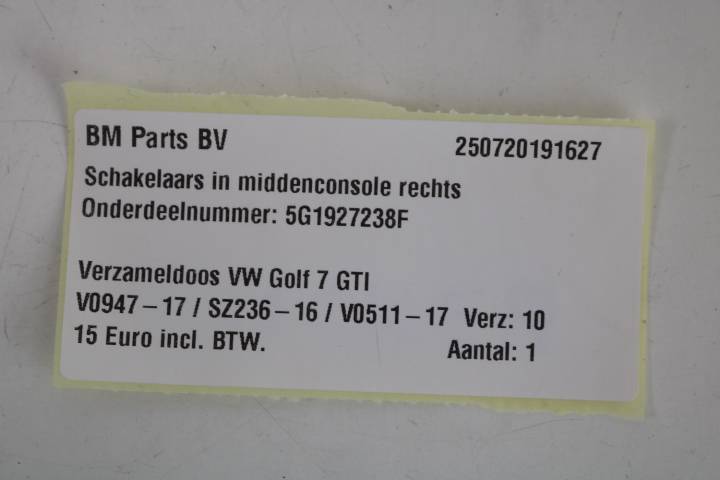 BM Parts BV 250720191627
Schakelaars in middenconsole rechts
Onderdeelnummer: 5G1927238F
Verzameldoos VW Golf 7 GTI
V0947-17 / SZ236-16 / V0511-17 Verz: 10
15 Euro incl. BTW. Aantal: 1